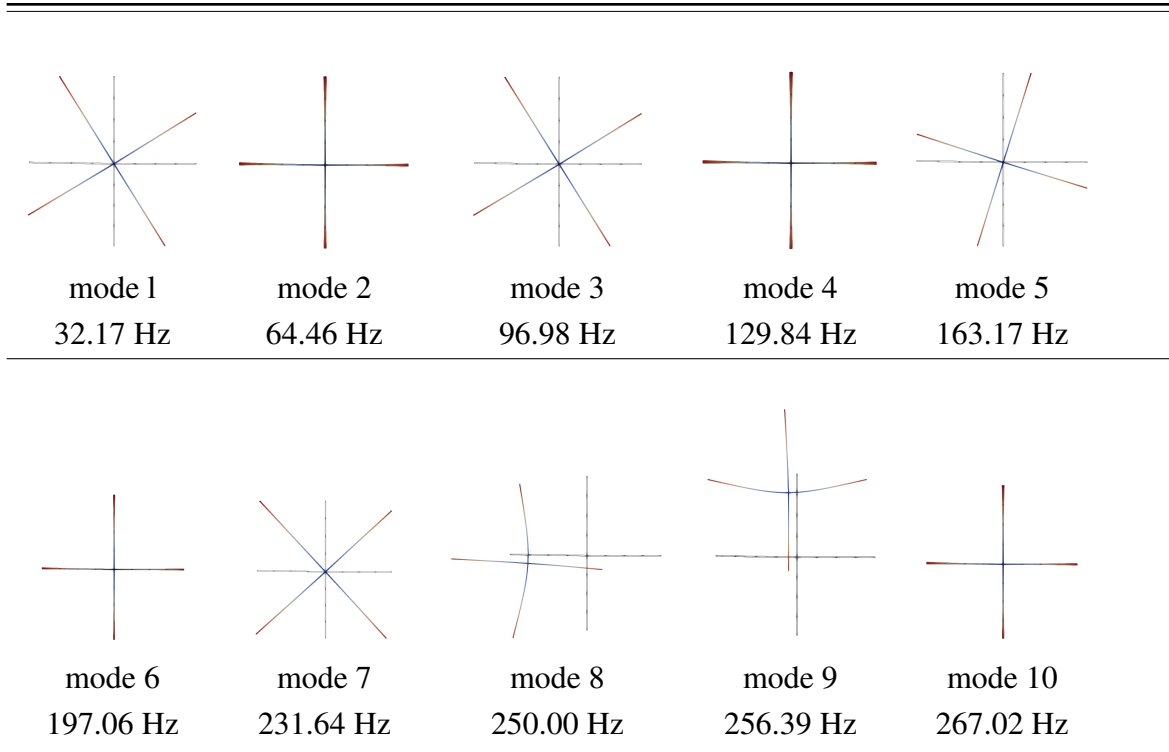 mode 1 mode 2 mode 3 mode 4 mode 5
32.17 Hz 64.46 Hz 96.98 Hz 129.84 Hz 163.17 Hz
mode 6 mode 7 mode 8 mode 9 mode 10
197.06 Hz 231.64 Hz 250.00 Hz 256.39 Hz 267.02 Hz